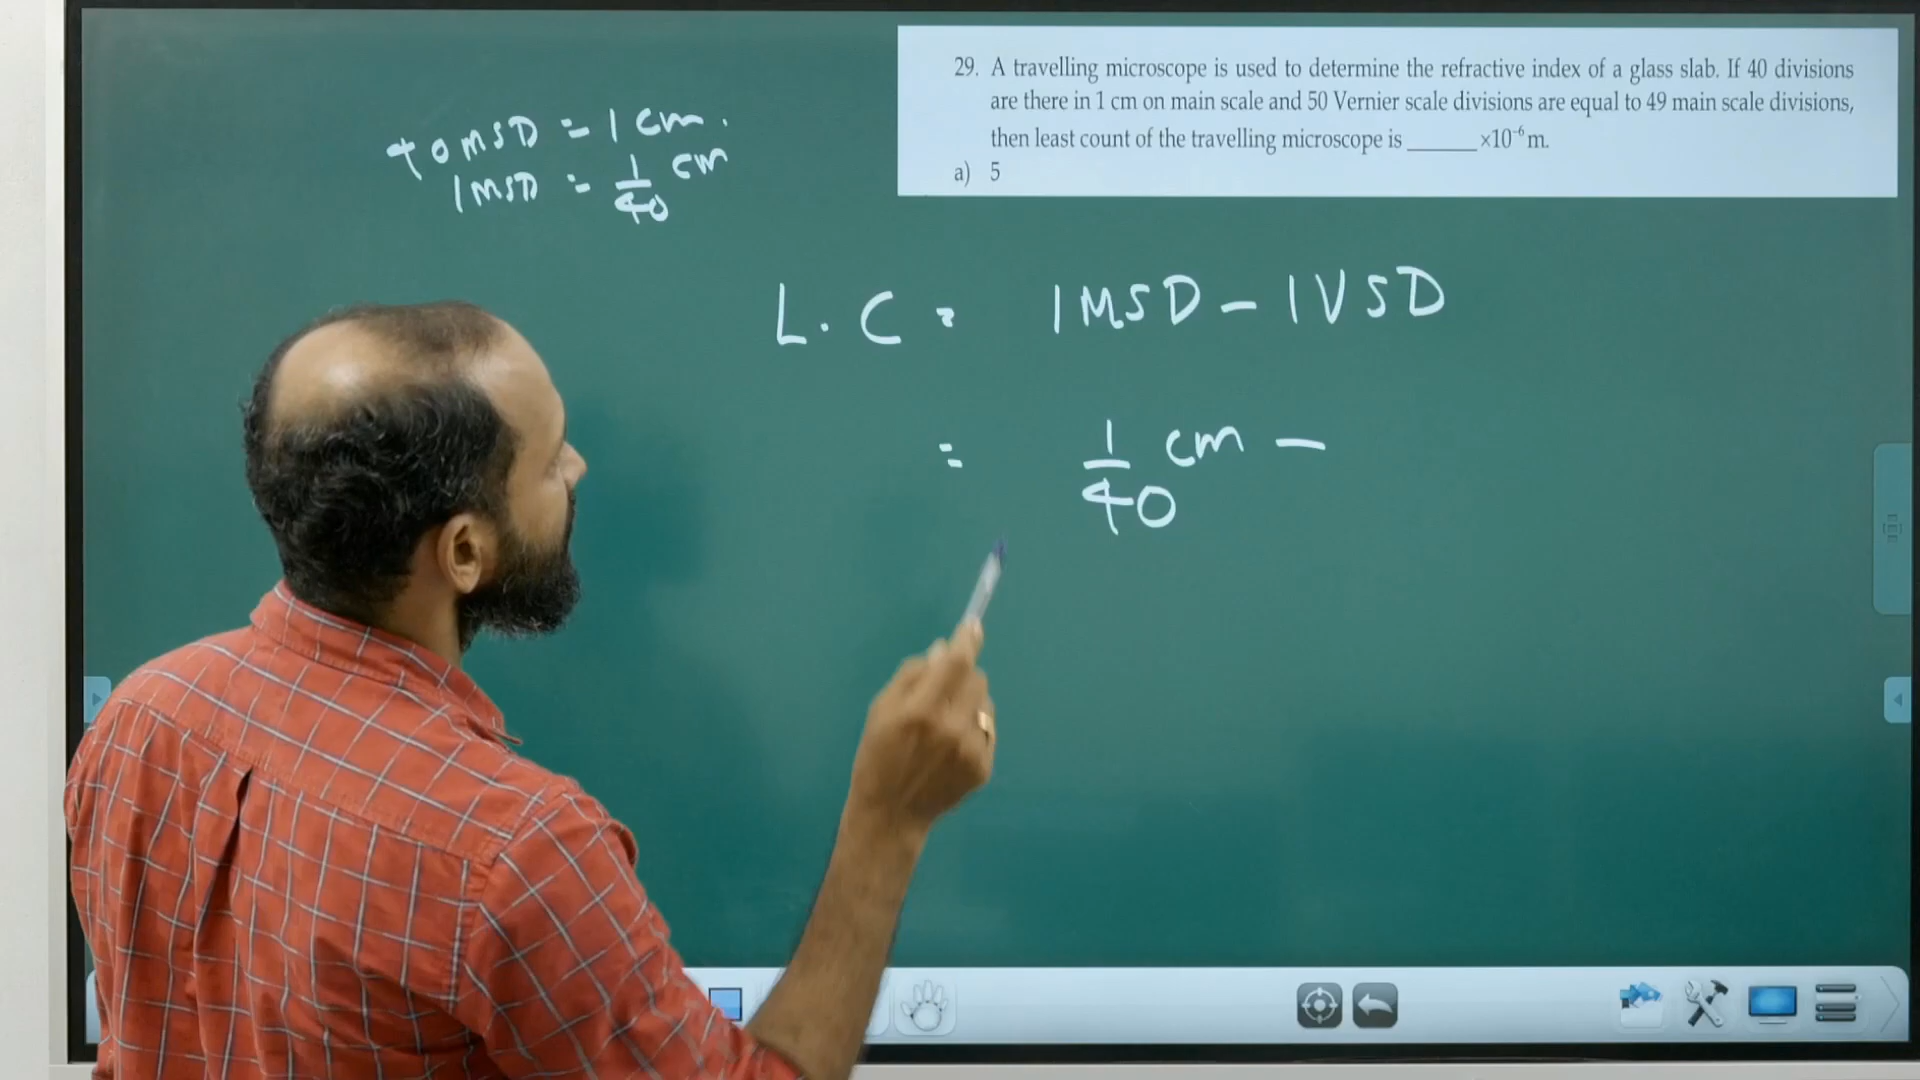 29. A travelling microscope is used to determine the refractive index of a glass slab. If 40 divisions
are there in 1 cm on main scale and 50 Vernier scale divisions are equal to 49 main scale divisions,
then least count of the travelling microscope is ______ ×10⁻⁶ m.
a) 5
40 MSD = 1 cm.
1 MSD = 1/40 cm
L.C = 1 MSD – 1 VSD
= 1/40 cm –